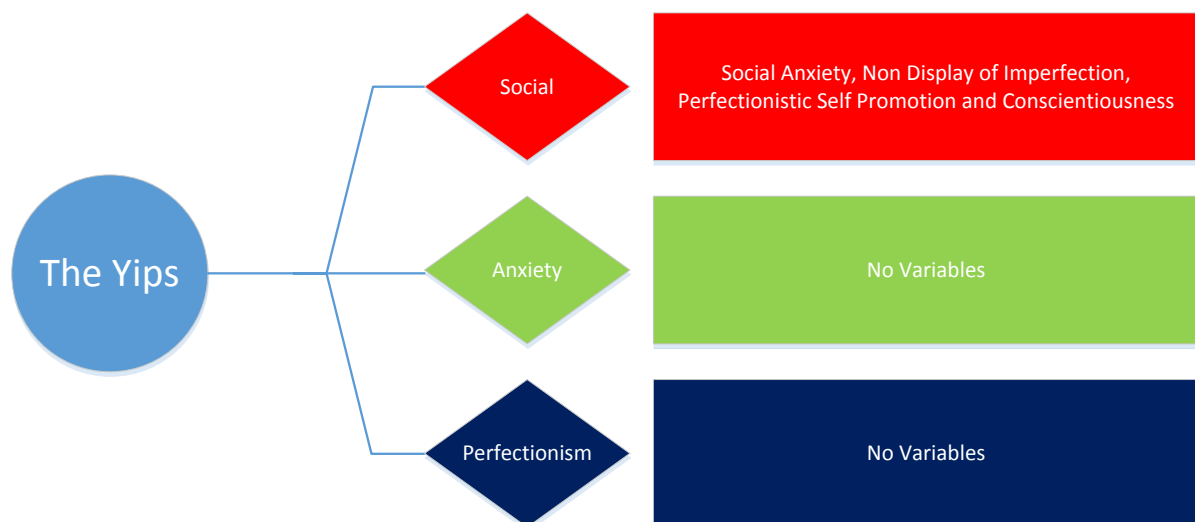 Social
Social Anxiety, Non Display of Imperfection,
Perfectionistic Self Promotion and Conscientiousness
The Yips
Anxiety
No Variables
Perfectionism
No Variables